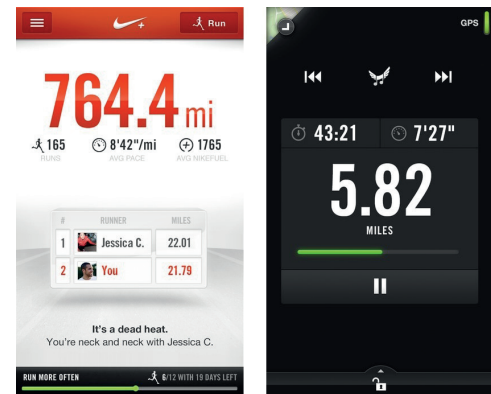 Run
764.4 mi
165
RUNS
8'42"/mi
AVG PACE
1765
AVG NIKEFUEL
# RUNNER MILES
1 Jessica C. 22.01
2 You 21.79
It's a dead heat.
You're neck and neck with Jessica C.
RUN MORE OFTEN 6/12 WITH 19 DAYS LEFT
GPS
43:21 7'27"
5.82
MILES